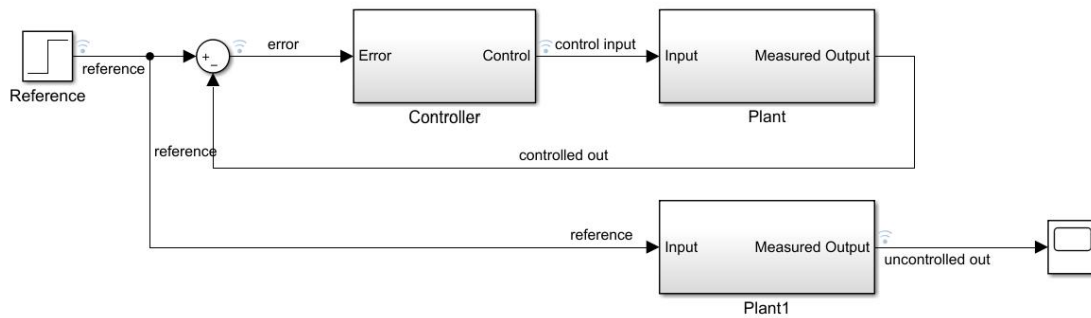 error
control input
reference
+
−
Error
Control
Input
Measured Output
Reference
Controller
Plant
reference
controlled out
reference
Input
Measured Output
uncontrolled out
Plant1